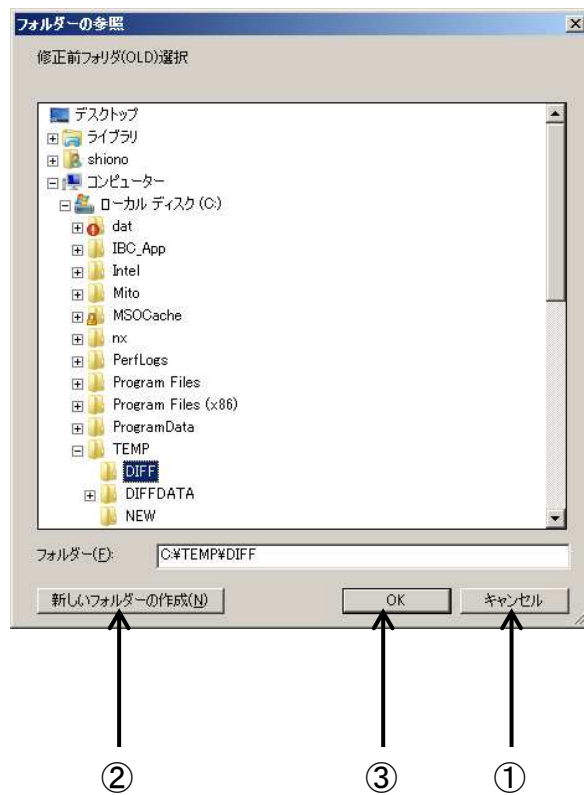 フォルダーの参照
修正前フォリダ(OLD)選択
デスクトップ
ライブラリ
shiono
コンピューター
ローカル ディスク (C:)
dat
IBC_App
Intel
Mito
MSOCache
nx
PerfLogs
Program Files
Program Files (x86)
ProgramData
TEMP
DIFF
DIFFDATA
NEW
フォルダー(F): C:¥TEMP¥DIFF
新しいフォルダーの作成(N) OK キャンセル
② ③ ①